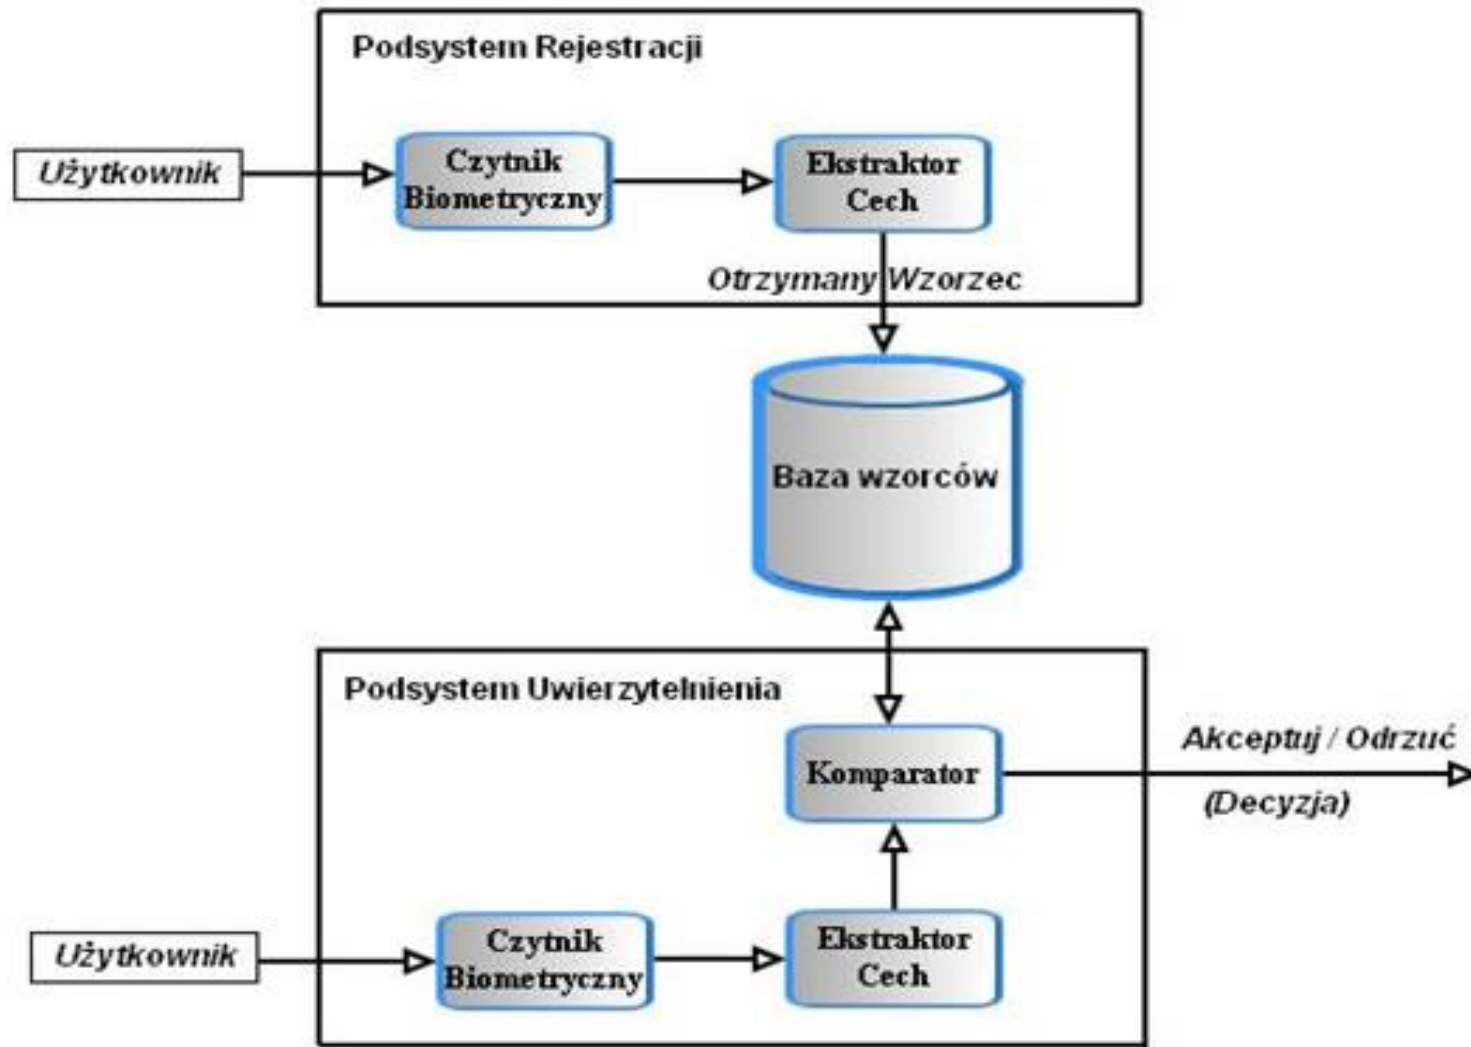 Podsystem Rejestracji
Użytkownik
Czytnik
Biometryczny
Ekstraktor
Cech
Otrzymany Wzorzec
Baza wzorców
Podsystem Uwierzytelnienia
Komparator
Akceptuj / Odrzuć
(Decyzja)
Użytkownik
Czytnik
Biometryczny
Ekstraktor
Cech